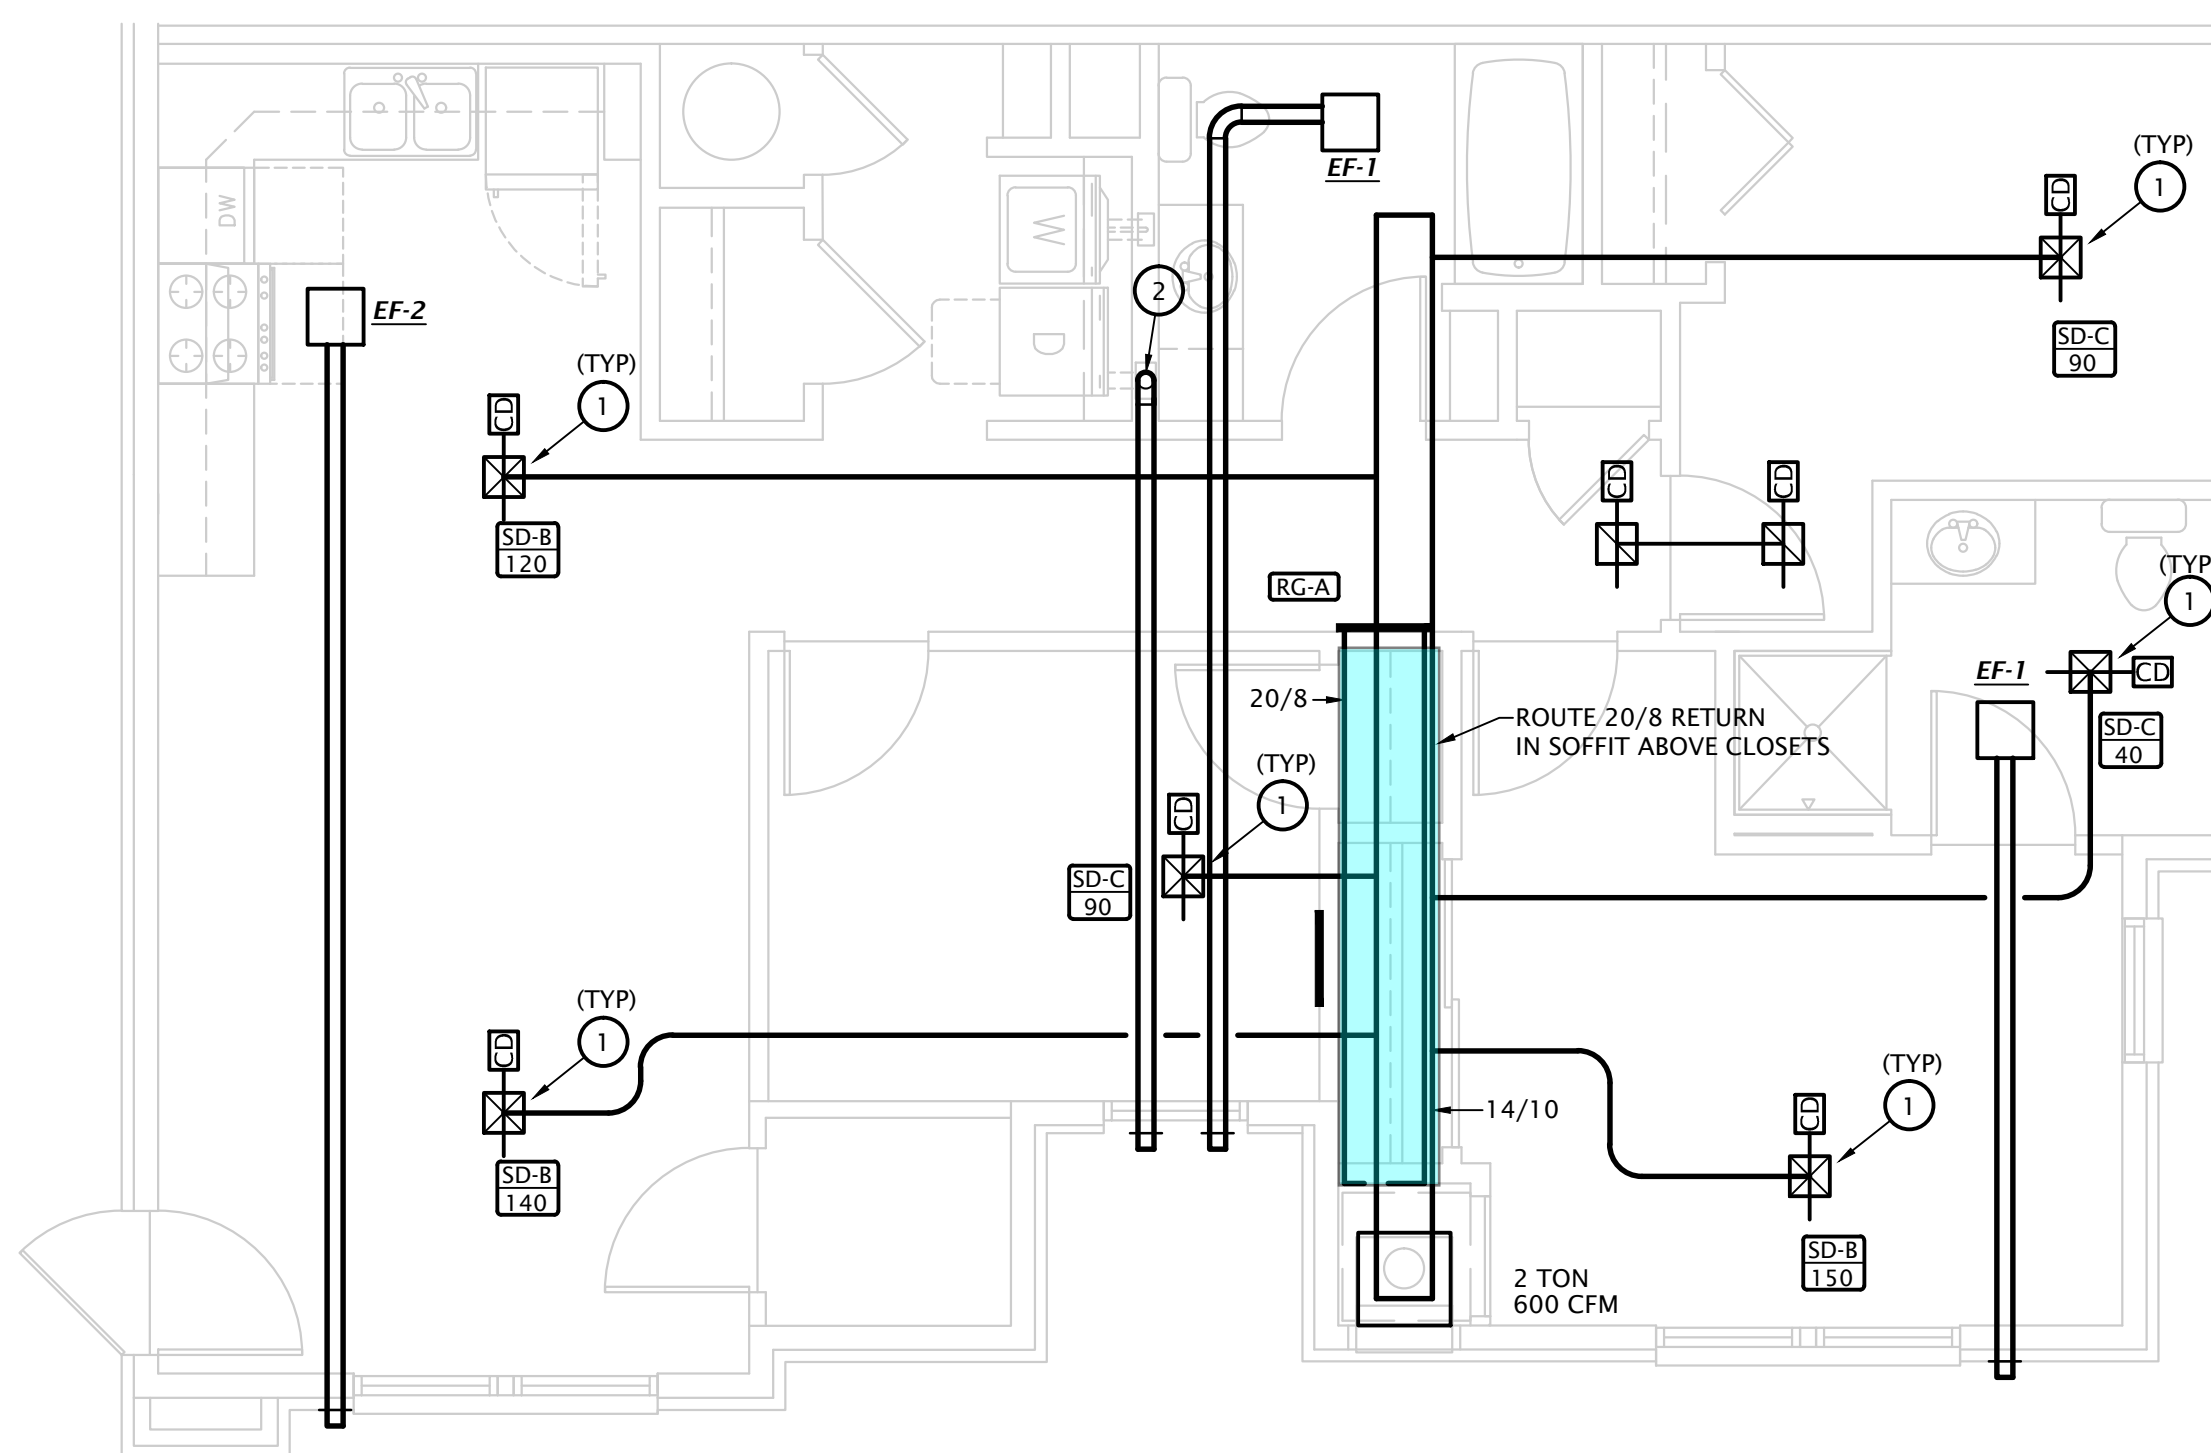 (TYP)
1
CD
EF-1
SD-C
90
DW
W
D
2
EF-2
(TYP)
1
CD
SD-B
120
CD
CD
RG-A
(TYP
1
CD
EF-1
SD-C
40
20/8
ROUTE 20/8 RETURN
IN SOFFIT ABOVE CLOSETS
(TYP)
1
CD
SD-C
90
(TYP)
1
CD
SD-B
140
14/10
(TYP)
1
CD
SD-B
150
2 TON
600 CFM